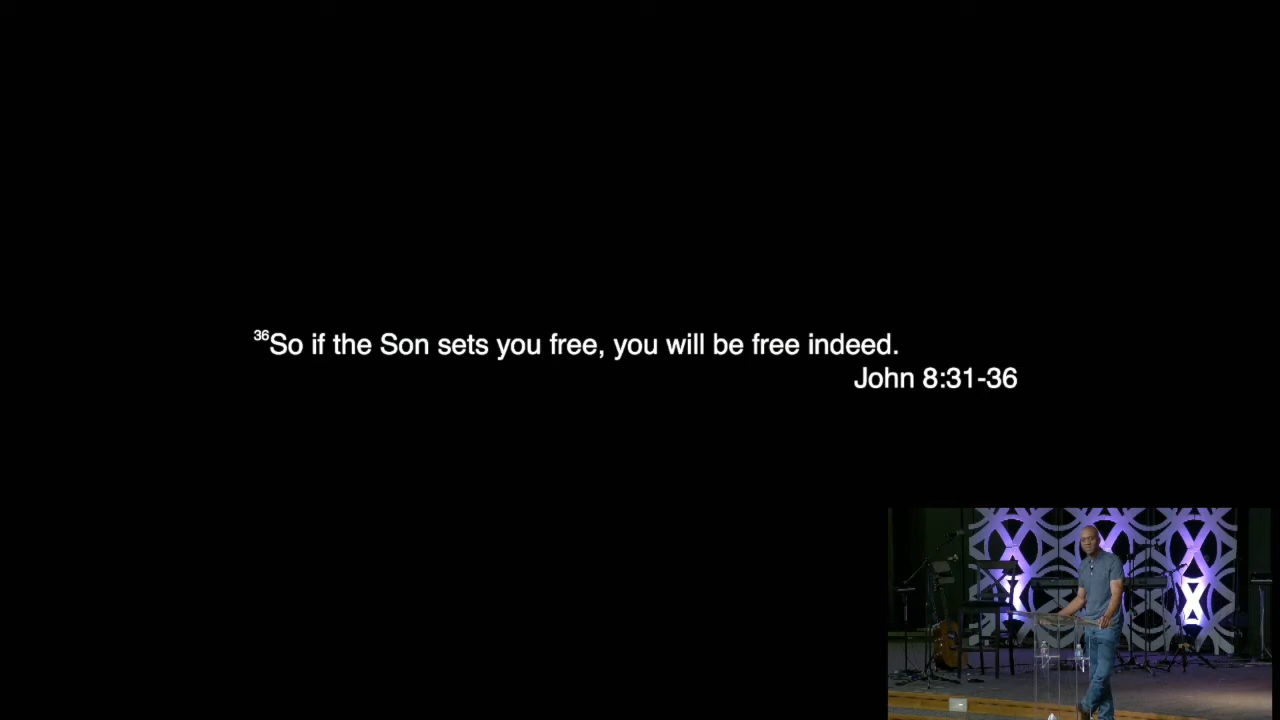 ³⁶So if the Son sets you free, you will be free indeed.
John 8:31-36